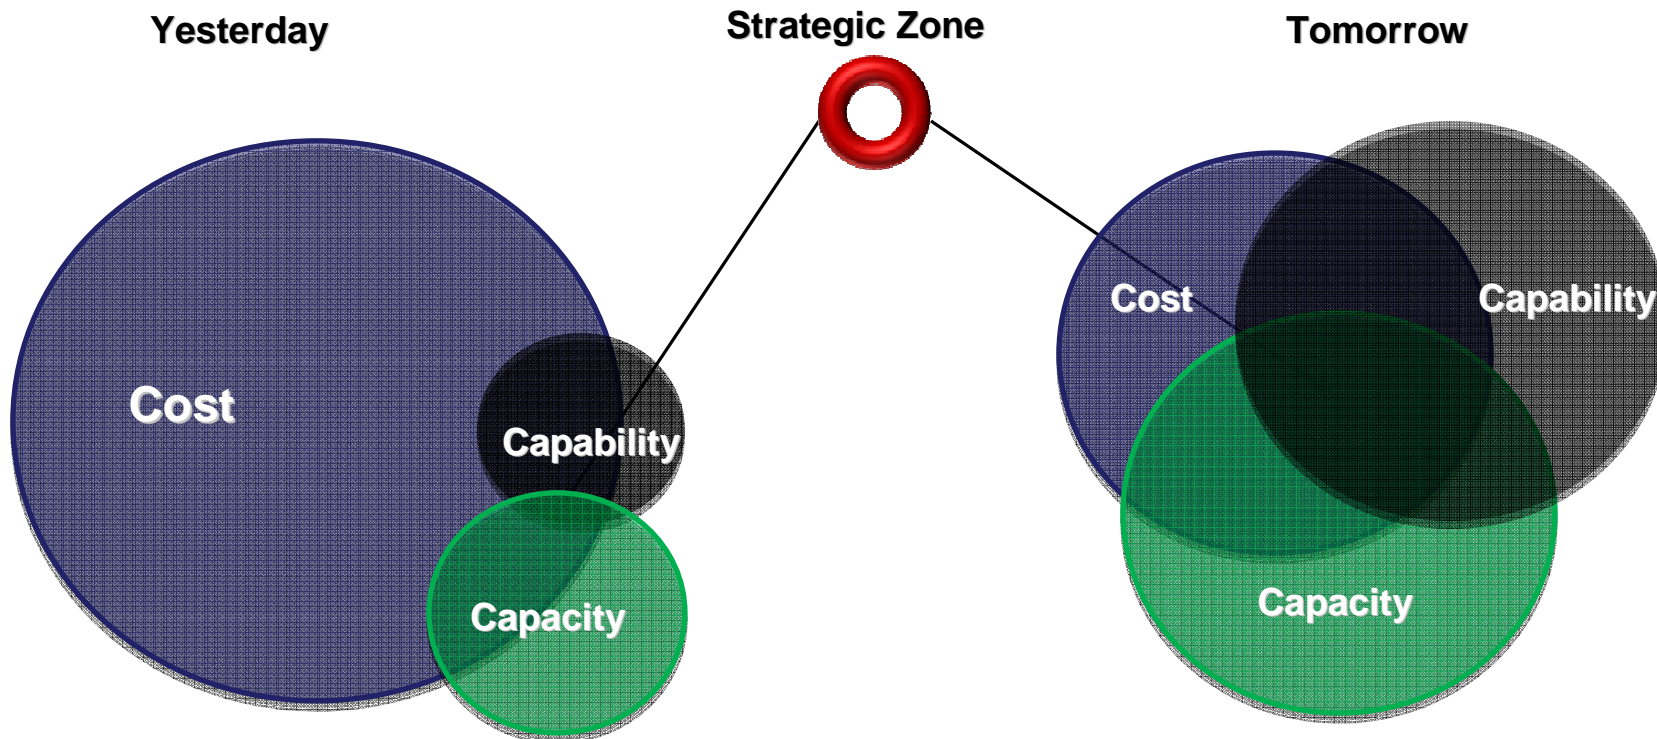 Yesterday
Strategic Zone
Tomorrow
Cost
Capability
Capacity
Cost
Capability
Capacity